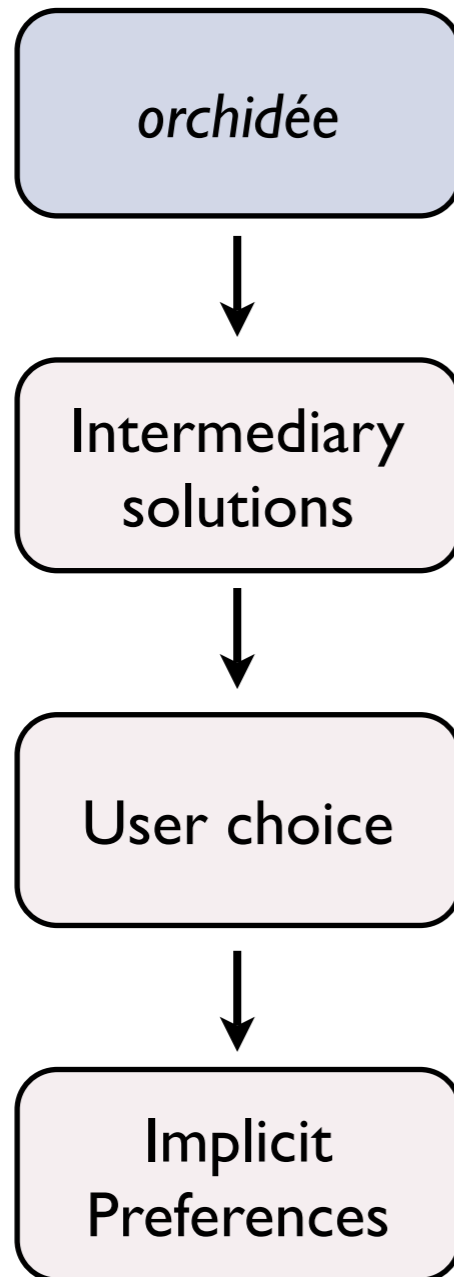 orchidée
Intermediary
solutions
User choice
Implicit
Preferences